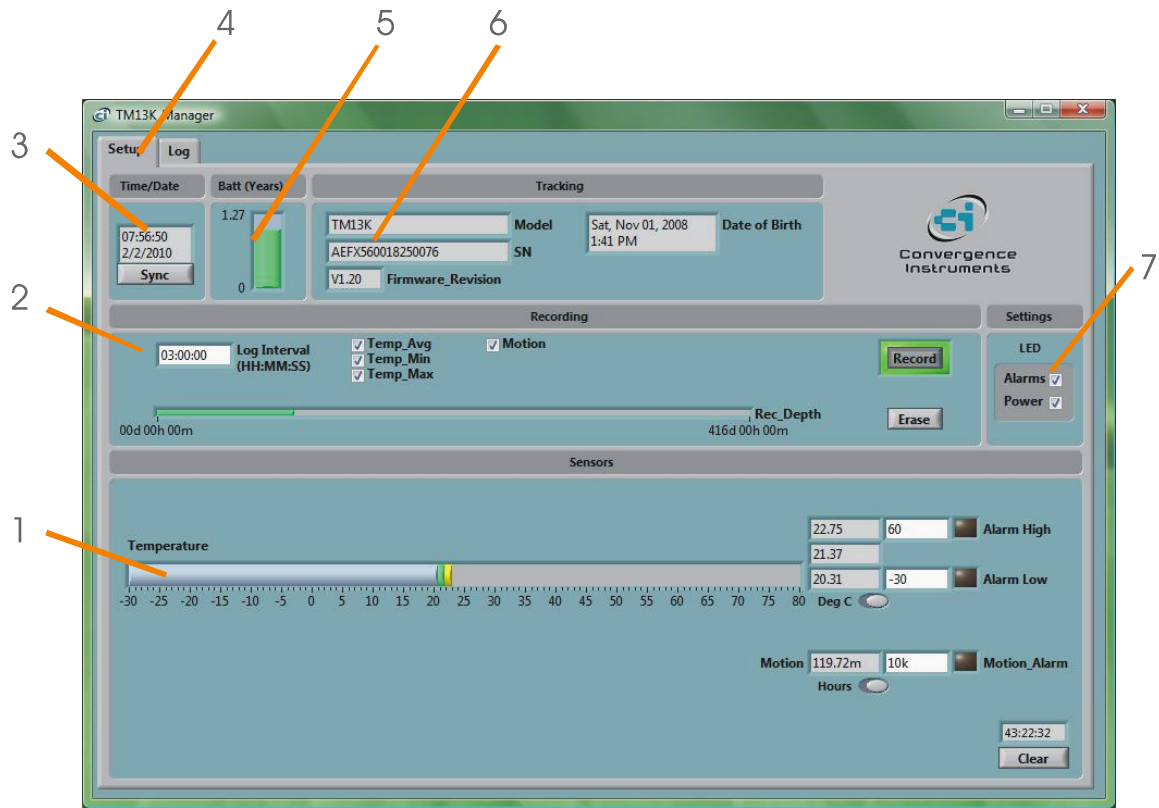 4 5 6
TM13K Manager
3
Setup Log
Time/Date Batt (Years) Tracking
1.27
0
07:56:50
2/2/2010
Sync
TM13K Model
AEFX560018250076 SN
V1.20 Firmware_Revision
Sat, Nov 01, 2008
1:41 PM
Date of Birth
ci
Convergence
Instruments
7
2
Recording
Settings
03:00:00 Log Interval
(HH:MM:SS)
Temp_Avg
Temp_Min
Temp_Max
Motion
Record
LED
Alarms
Power
Rec_Depth
00d 00h 00m 416d 00h 00m
Erase
Sensors
1
Temperature
-30 -25 -20 -15 -10 -5 0 5 10 15 20 25 30 35 40 45 50 55 60 65 70 75 80
22.75 60 Alarm High
21.37
20.31 -30 Alarm Low
Deg C
Motion 119.72m 10k Motion_Alarm
Hours
43:22:32
Clear